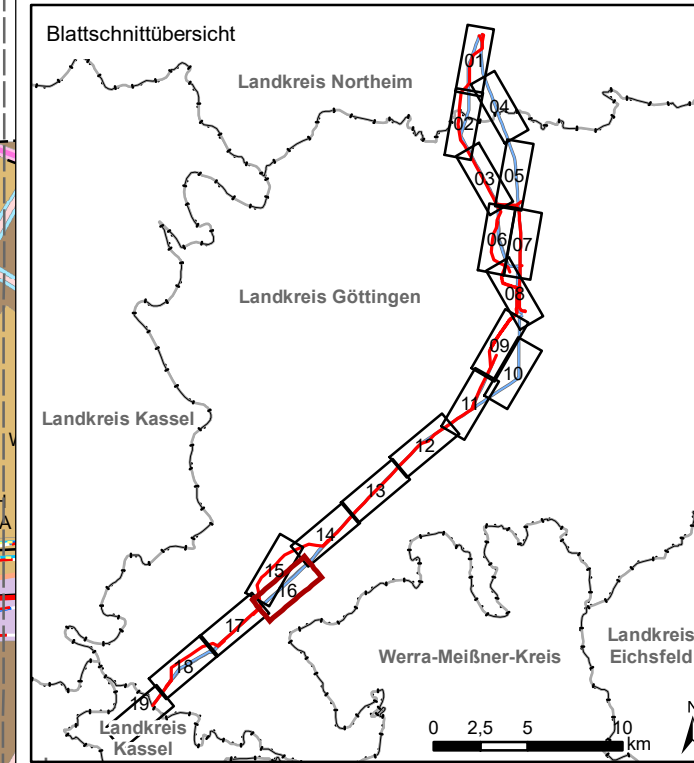 Blattschnittübersicht
Landkreis Northeim
01
04
02
03
05
06
07
08
Landkreis Göttingen
09
10
11
Landkreis Kassel
12
13
14
15
16
17
18
19
Werra-Meißner-Kreis
Landkreis
Eichsfeld
Landkreis
Kassel
0 2,5 5 10
km
A